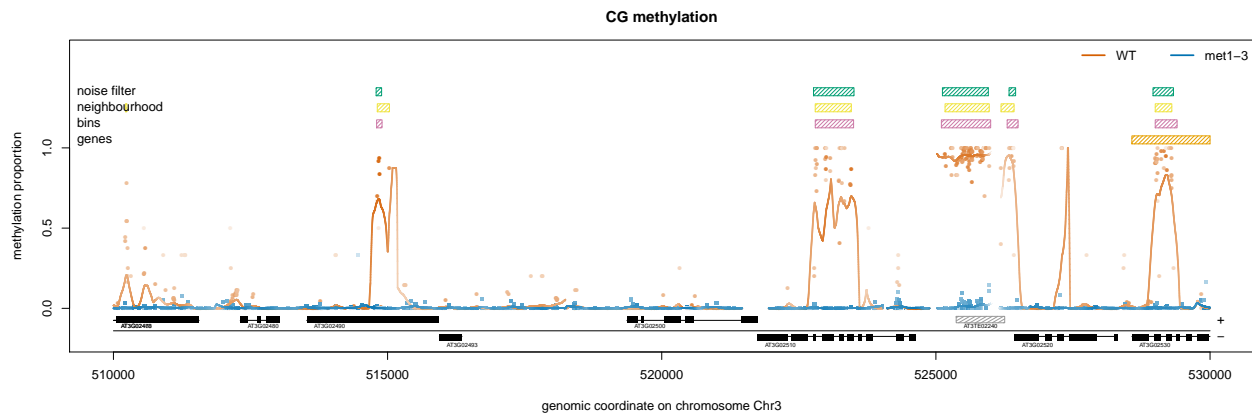 CG methylation
WT met1−3
noise filter
neighbourhood
bins
genes
methylation proportion
1.0
0.5
0.0
AT3G02480 AT3G02490 AT3G02500 AT3TE02240 +
AT3G02493 AT3G02510 AT3G02520 AT3G02530 −
510000 515000 520000 525000 530000
genomic coordinate on chromosome Chr3